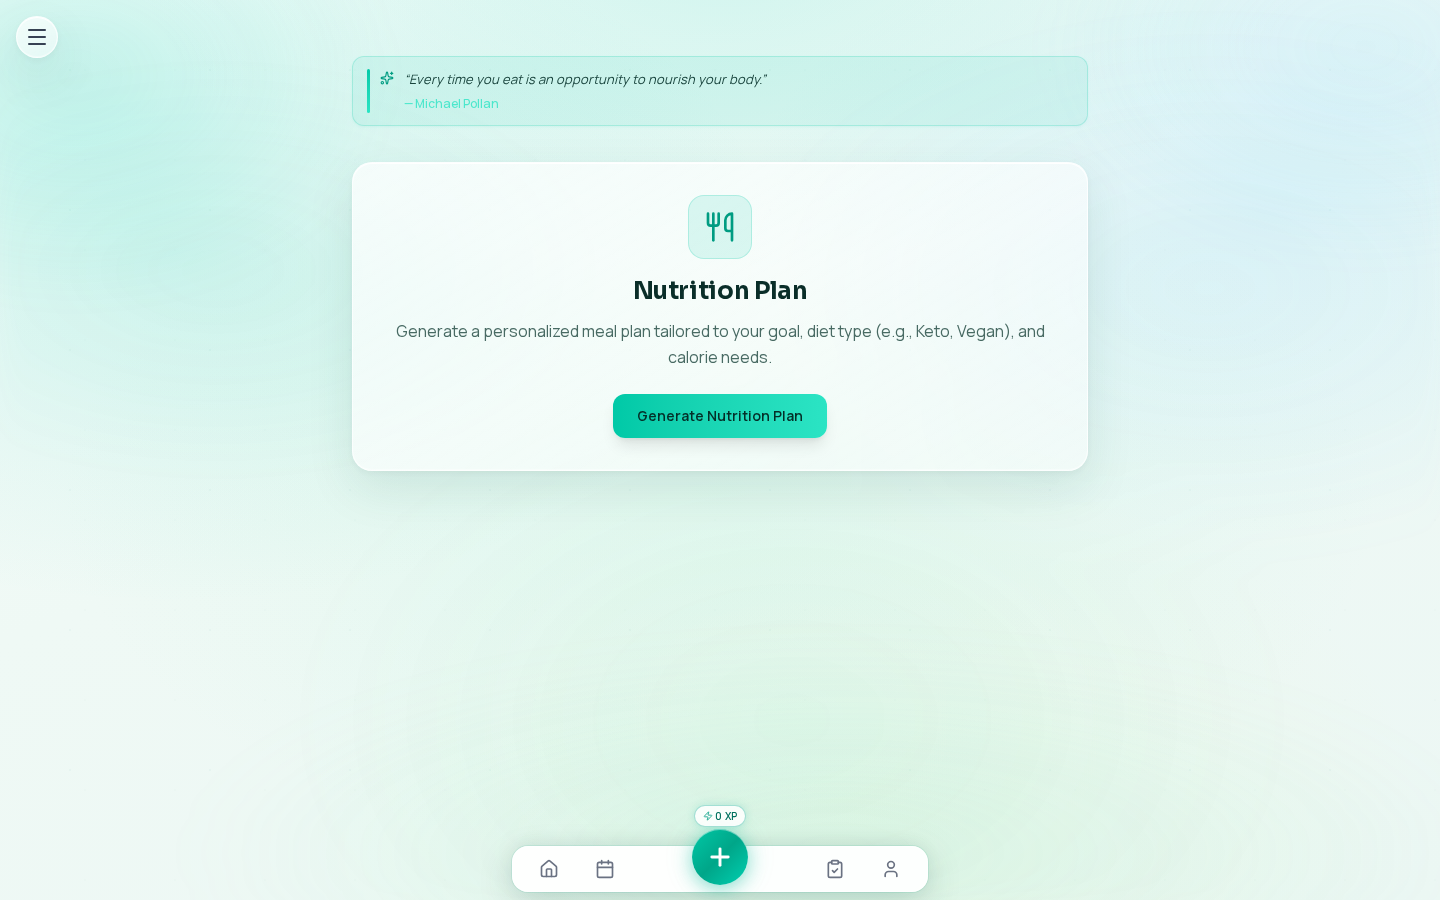 “Every time you eat is an opportunity to nourish your body.”
— Michael Pollan
Nutrition Plan
Generate a personalized meal plan tailored to your goal, diet type (e.g., Keto, Vegan), and
calorie needs.
Generate Nutrition Plan
0 XP